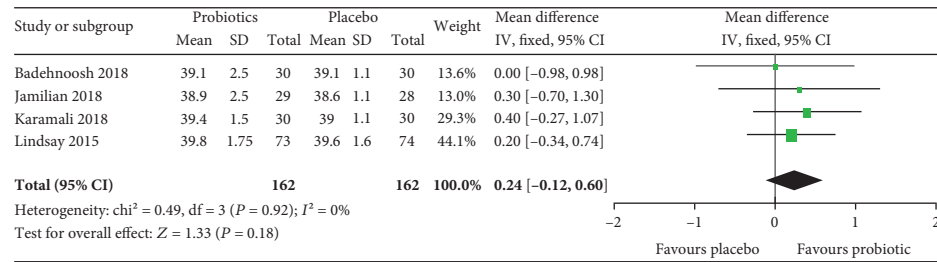 Study or subgroup Probiotics Placebo Weight Mean difference Mean difference
Mean SD Total Mean SD Total IV, fixed, 95% CI IV, fixed, 95% CI
Badehnoosh 2018 39.1 2.5 30 39.1 1.1 30 13.6% 0.00 [–0.98, 0.98]
Jamilian 2018 38.9 2.5 29 38.6 1.1 28 13.0% 0.30 [–0.70, 1.30]
Karamali 2018 39.4 1.5 30 39 1.1 30 29.3% 0.40 [–0.27, 1.07]
Lindsay 2015 39.8 1.75 73 39.6 1.6 74 44.1% 0.20 [–0.34, 0.74]
Total (95% CI) 162 162 100.0% 0.24 [–0.12, 0.60]
Heterogeneity: chi² = 0.49, df = 3 (P = 0.92); I² = 0%
Test for overall effect: Z = 1.33 (P = 0.18)
–2 –1 0 1 2
Favours placebo Favours probiotic